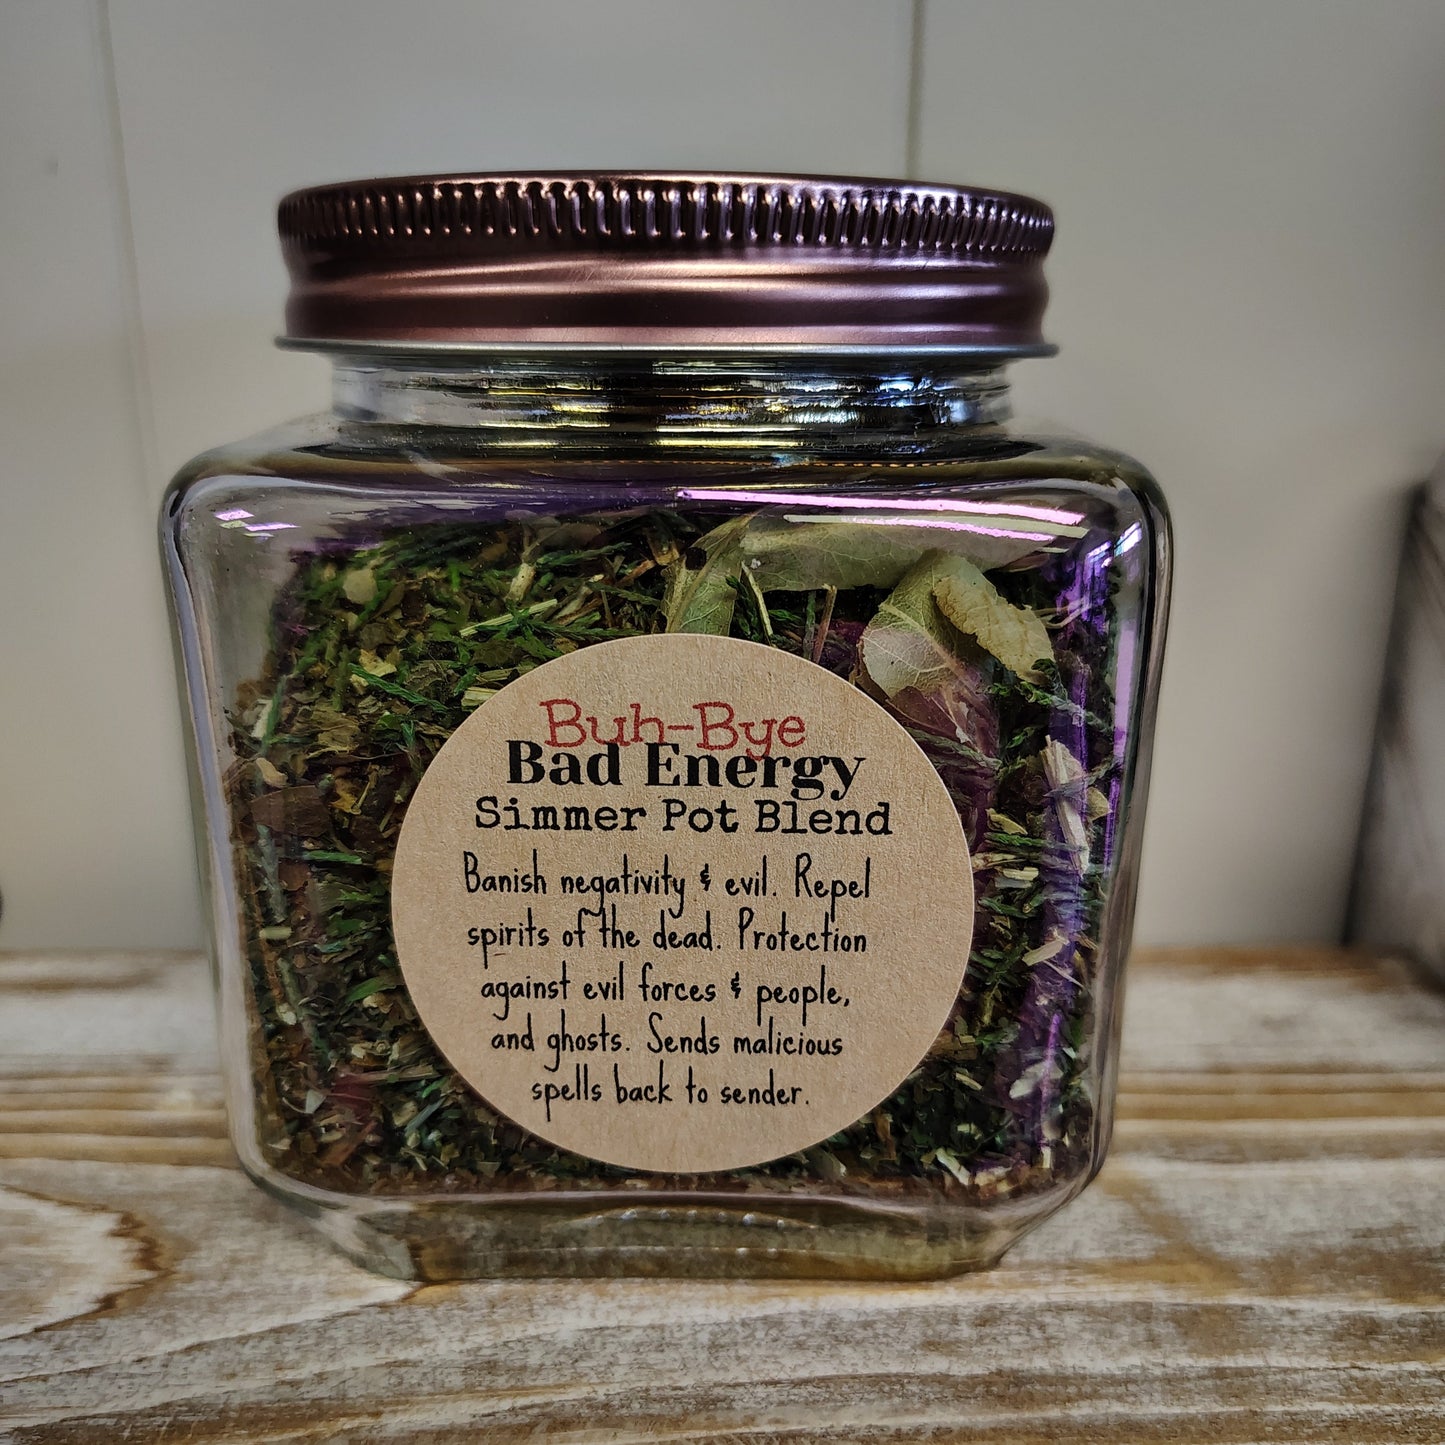 Buh-Bye
Bad Energy
Simmer Pot Blend
Banish negativity & evil. Repel
spirits of the dead. Protection
against evil forces & people,
and ghosts. Sends malicious
spells back to sender.